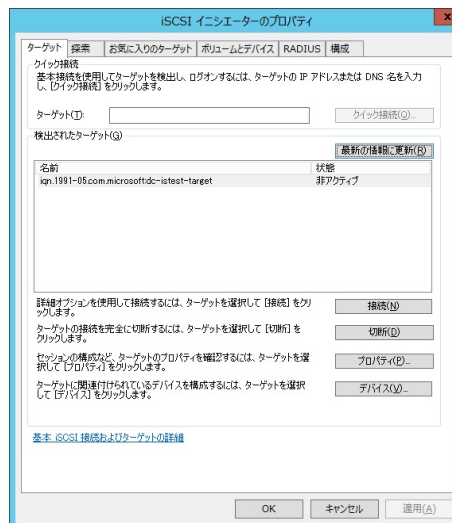 iSCSI イニシエーターのプロパティ
x
ターゲット 探索 お気に入りのターゲット ボリュームとデバイス RADIUS 構成
クイック接続
基本接続を使用してターゲットを検出し、ログオンするには、ターゲットの IP アドレスまたは DNS 名を入力
し、[クイック接続] をクリックします。
ターゲット(T): クイック接続(Q)...
検出されたターゲット(G)
最新の情報に更新(R)
名前 状態
iqn.1991-05.com.microsoft:dc-istest-target 非アクティブ
詳細オプションを使用して接続するには、ターゲットを選択して [接続] をクリ
ックします。
接続(N)
ターゲットの接続を完全に切断するには、ターゲットを選択して [切断] を
クリックします。
切断(D)
セッションの構成など、ターゲットのプロパティを確認するには、ターゲットを選
択して [プロパティ] をクリックします。
プロパティ(P)...
ターゲットに関連付けられているデバイスを構成するには、ターゲットを選択
して [デバイス] をクリックします。
デバイス(V)...
基本 iSCSI 接続およびターゲットの詳細
OK キャンセル 適用(A)